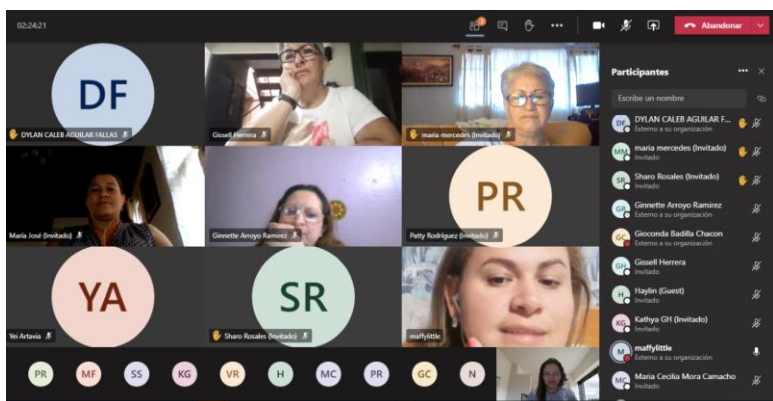 02:24:21
Abandonar
DF
DYLAN CALEB AGUILAR FALLAS
Gissell Herrera
maria mercedes (Invitado)
María José (Invitado)
Ginnette Arroyo Ramirez
PR
Patty Rodríguez (Invitado)
YA
Yei Artavia
SR
Sharo Rosales (Invitado)
maffylittle
PR MF SS KG VR H MC PR GC N
Participantes
Escribe un nombre
DF DYLAN CALEB AGUILAR F...
Externo a su organización
MM maria mercedes (Invitado)
Invitado
SR Sharo Rosales (Invitado)
Invitado
GR Ginnette Arroyo Ramirez
Externo a su organización
GC Gioconda Badilla Chacon
Externo a su organización
GH Gissell Herrera
Invitado
H Haylin (Guest)
Invitado
KG Kathya GH (Invitado)
Invitado
M maffylittle
Externo a su organización
MC Maria Cecilia Mora Camacho
Invitado